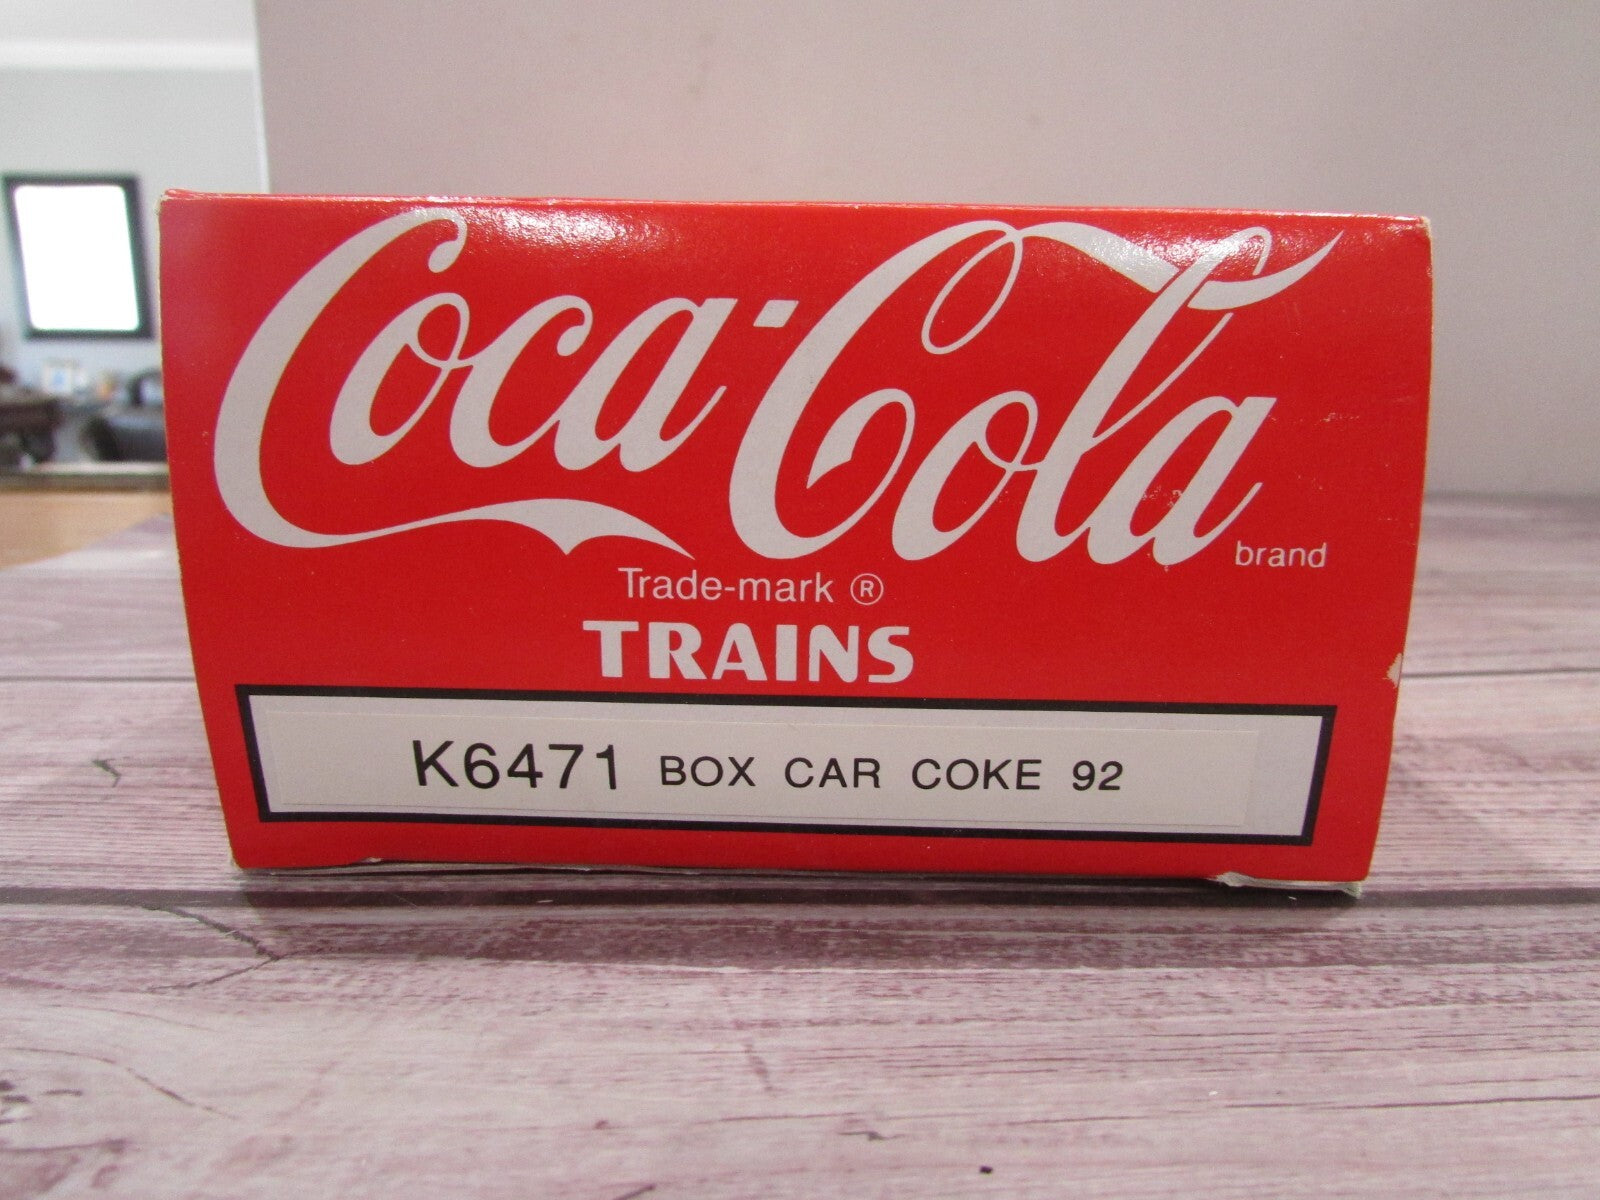 Coca-Cola
brand
Trade-mark ®
TRAINS
K6471 BOX CAR COKE 92